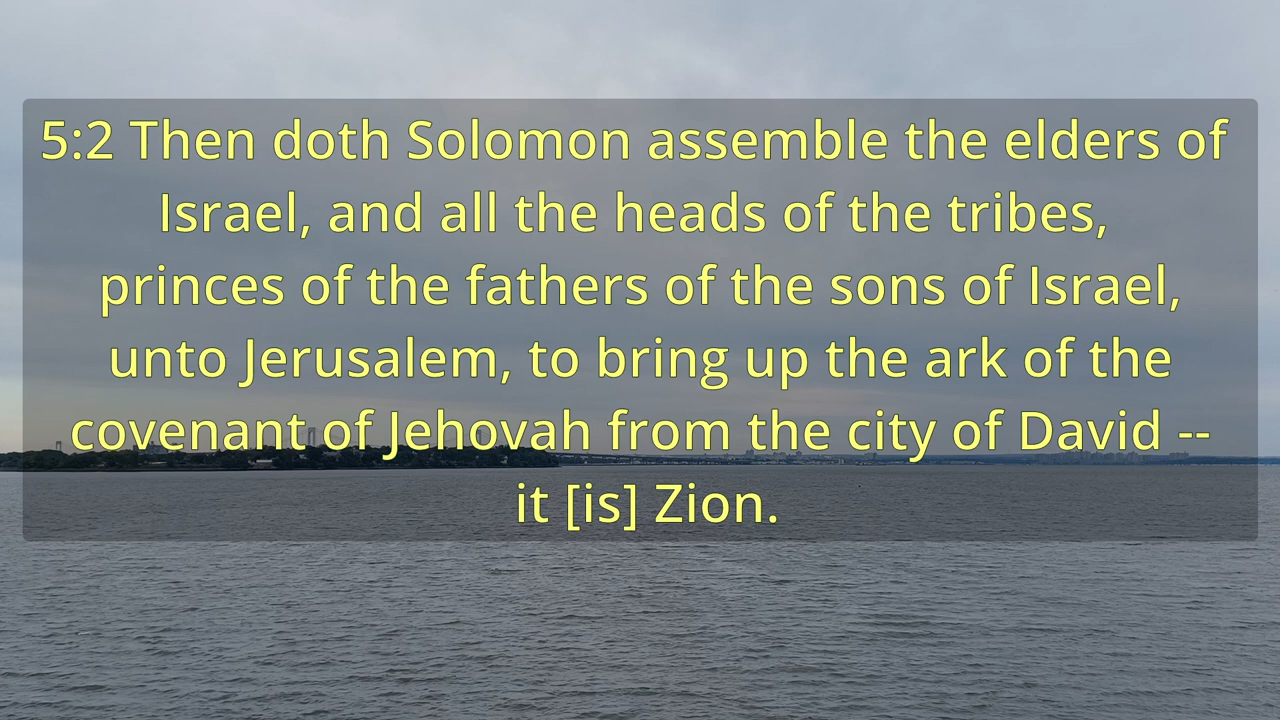 5:2 Then doth Solomon assemble the elders of
Israel, and all the heads of the tribes,
princes of the fathers of the sons of Israel,
unto Jerusalem, to bring up the ark of the
covenant of Jehovah from the city of David --
it [is] Zion.